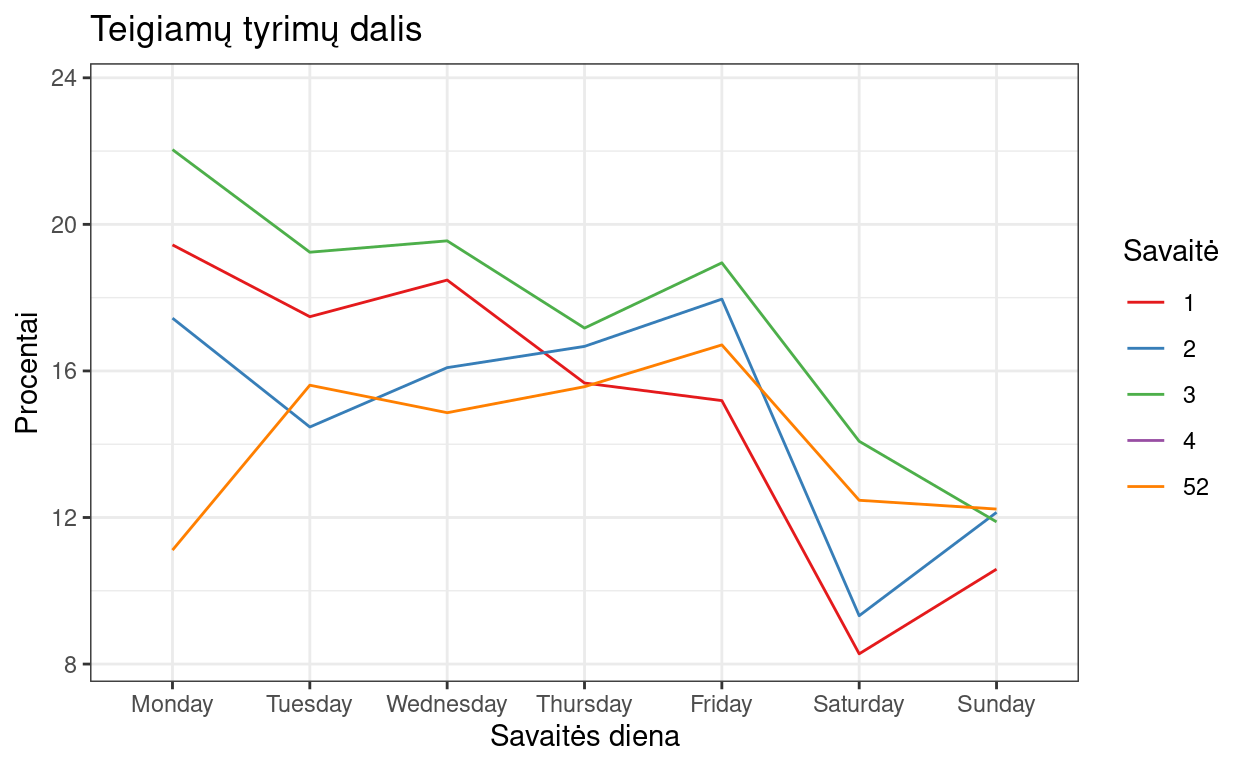 Teigiamų tyrimų dalis
Procentai
24
20
16
12
8
Monday Tuesday Wednesday Thursday Friday Saturday Sunday
Savaitės diena
Savaitė
1
2
3
4
52